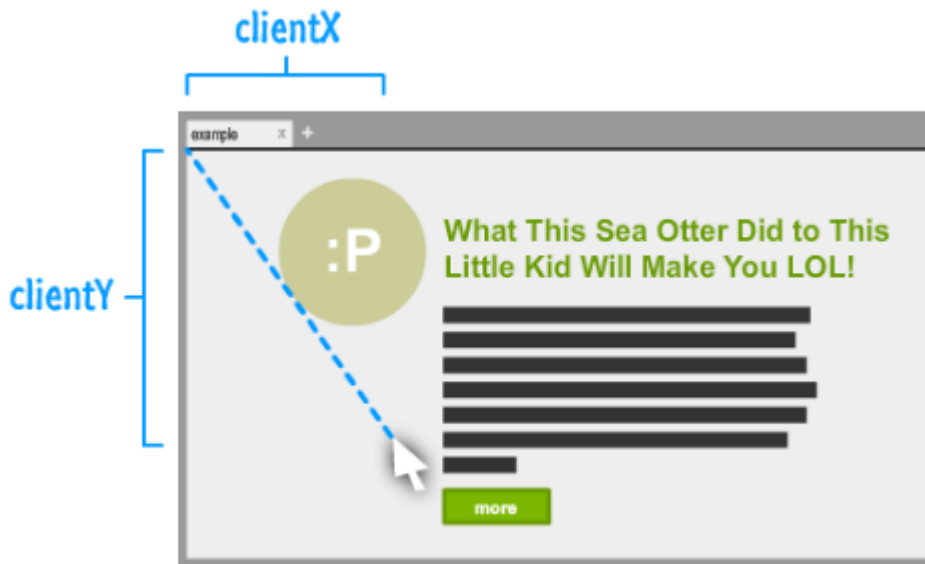 clientX
example x +
clientY
:P
What This Sea Otter Did to This
Little Kid Will Make You LOL!
more